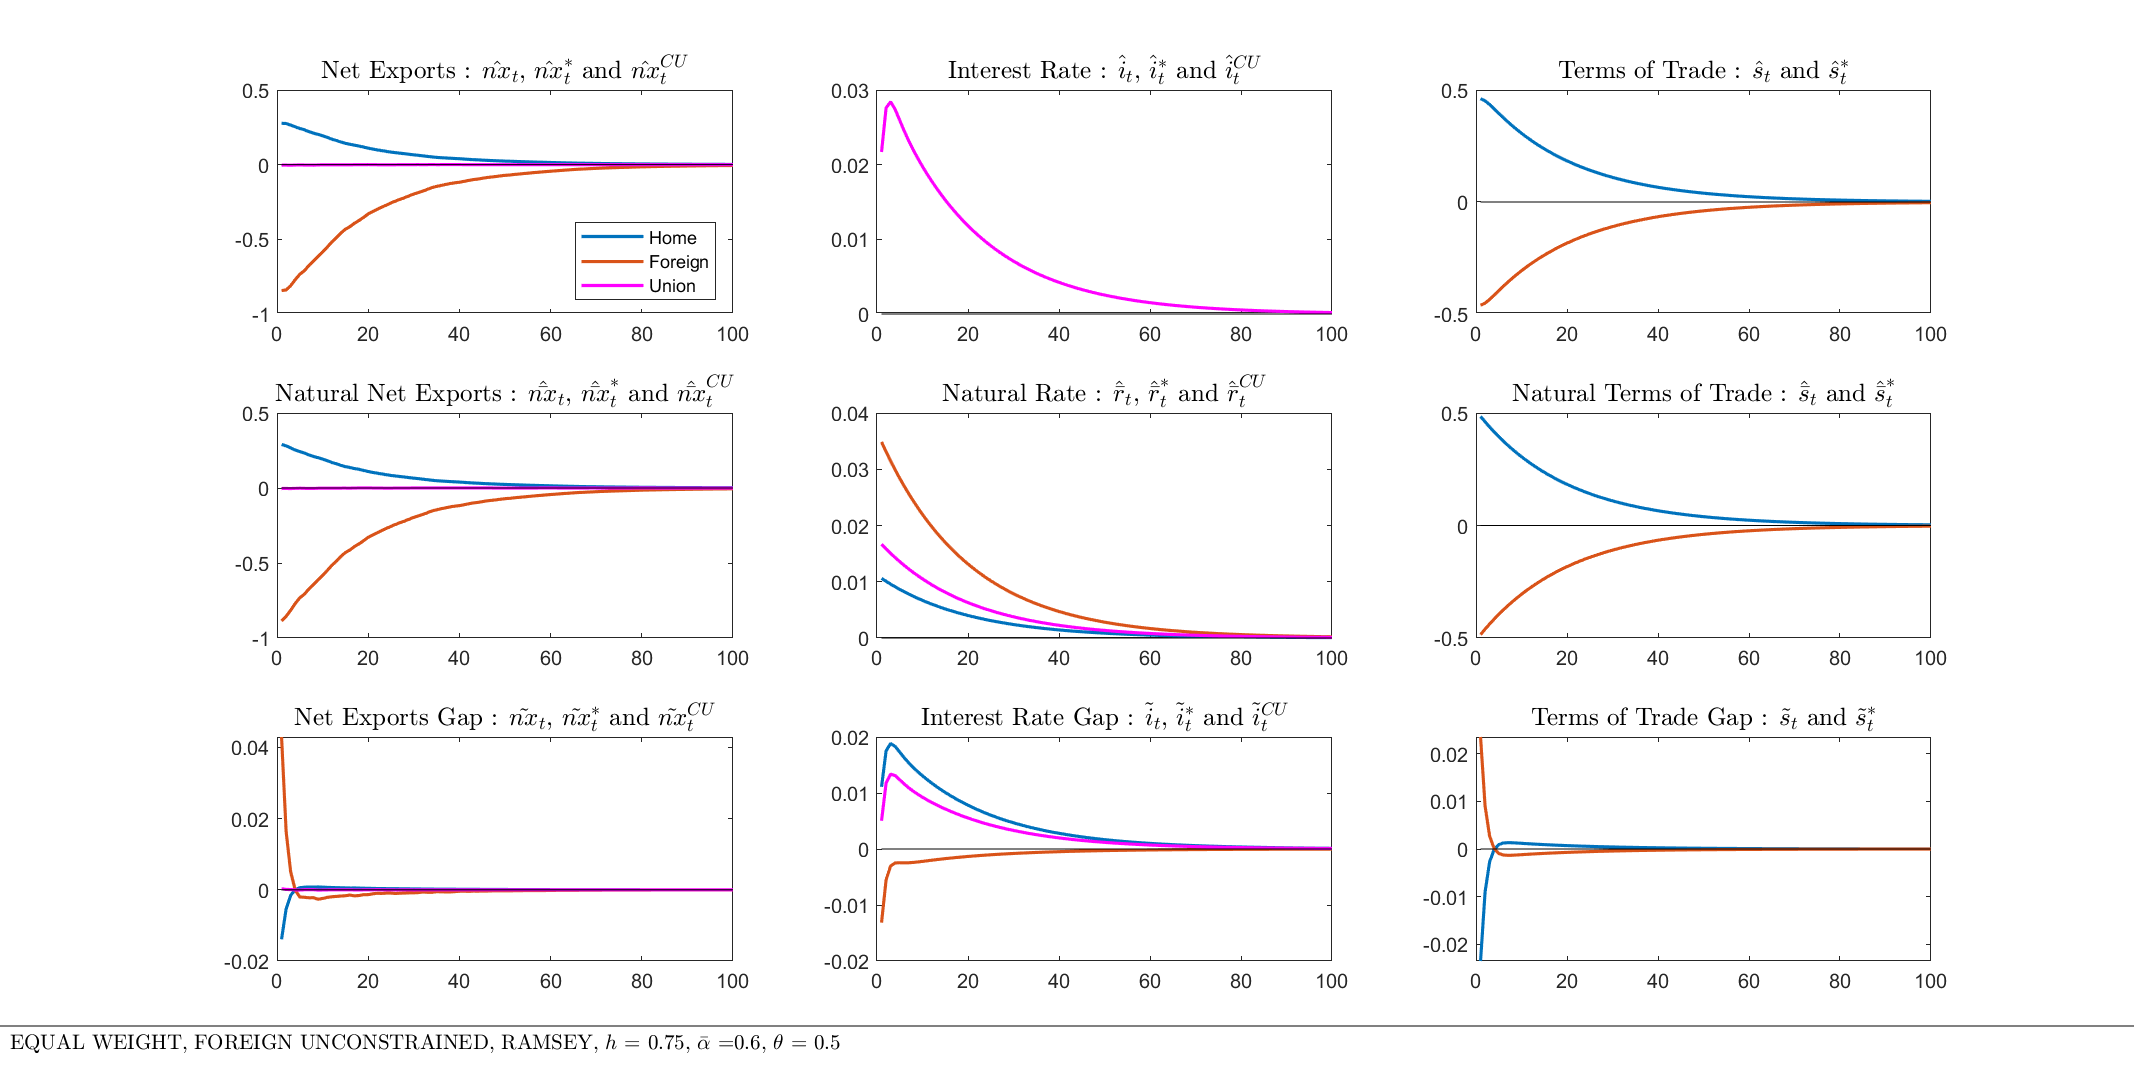 Net Exports : n̂x_t, n̂x_t^* and n̂x_t^{CU}
0.5
0
-0.5
-1
0 20 40 60 80 100
Home
Foreign
Union
Interest Rate : î_t, î_t^* and î_t^{CU}
0.03
0.02
0.01
0
0 20 40 60 80 100
Terms of Trade : ŝ_t and ŝ_t^*
0.5
0
-0.5
0 20 40 60 80 100
Natural Net Exports : n̄̂x_t, n̄̂x_t^* and n̄̂x_t^{CU}
0.5
0
-0.5
-1
0 20 40 60 80 100
Natural Rate : r̄̂_t, r̄̂_t^* and r̄̂_t^{CU}
0.04
0.03
0.02
0.01
0
0 20 40 60 80 100
Natural Terms of Trade : s̄̂_t and s̄̂_t^*
0.5
0
-0.5
0 20 40 60 80 100
Net Exports Gap : ñx_t, ñx_t^* and ñx_t^{CU}
0.04
0.02
0
-0.02
0 20 40 60 80 100
Interest Rate Gap : ĩ_t, ĩ_t^* and ĩ_t^{CU}
0.02
0.01
0
-0.01
-0.02
0 20 40 60 80 100
Terms of Trade Gap : s̃_t and s̃_t^*
0.02
0.01
0
-0.01
-0.02
0 20 40 60 80 100
EQUAL WEIGHT, FOREIGN UNCONSTRAINED, RAMSEY, h = 0.75, ᾱ =0.6, θ = 0.5